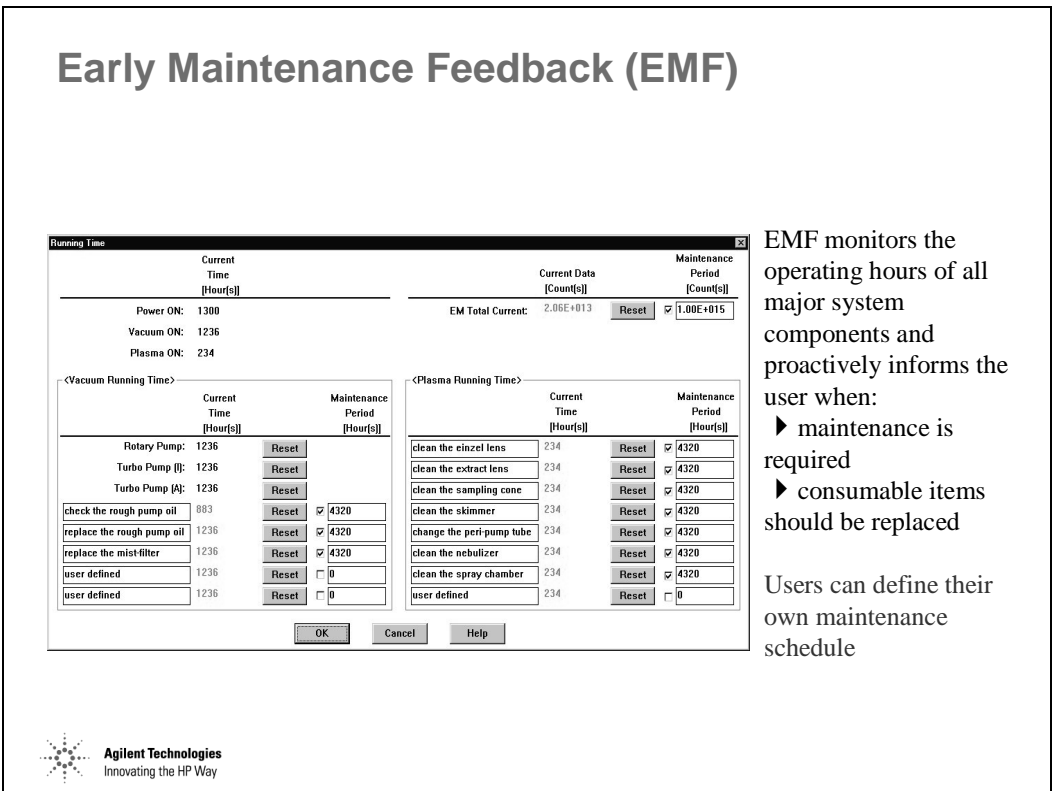 Early Maintenance Feedback (EMF)
Running Time
Current
Time
[Hour(s)]
Power ON: 1300
Vacuum ON: 1236
Plasma ON: 234
Current Data
[Count(s)]
Maintenance
Period
[Count(s)]
EM Total Current: 2.06E+013 Reset 1.00E+015
<Vacuum Running Time>
Current
Time
[Hour(s)]
Maintenance
Period
[Hour(s)]
Rotary Pump: 1236 Reset
Turbo Pump (I): 1236 Reset
Turbo Pump (A): 1236 Reset
check the rough pump oil 883 Reset 4320
replace the rough pump oil 1236 Reset 4320
replace the mist-filter 1236 Reset 4320
user defined 1236 Reset 0
user defined 1236 Reset 0
<Plasma Running Time>
Current
Time
[Hour(s)]
Maintenance
Period
[Hour(s)]
clean the einzel lens 234 Reset 4320
clean the extract lens 234 Reset 4320
clean the sampling cone 234 Reset 4320
clean the skimmer 234 Reset 4320
change the peri-pump tube 234 Reset 4320
clean the nebulizer 234 Reset 4320
clean the spray chamber 234 Reset 4320
user defined 234 Reset 0
OK Cancel Help
EMF monitors the
operating hours of all
major system
components and
proactively informs the
user when:
maintenance is
required
consumable items
should be replaced
Users can define their
own maintenance
schedule
Agilent Technologies
Innovating the HP Way